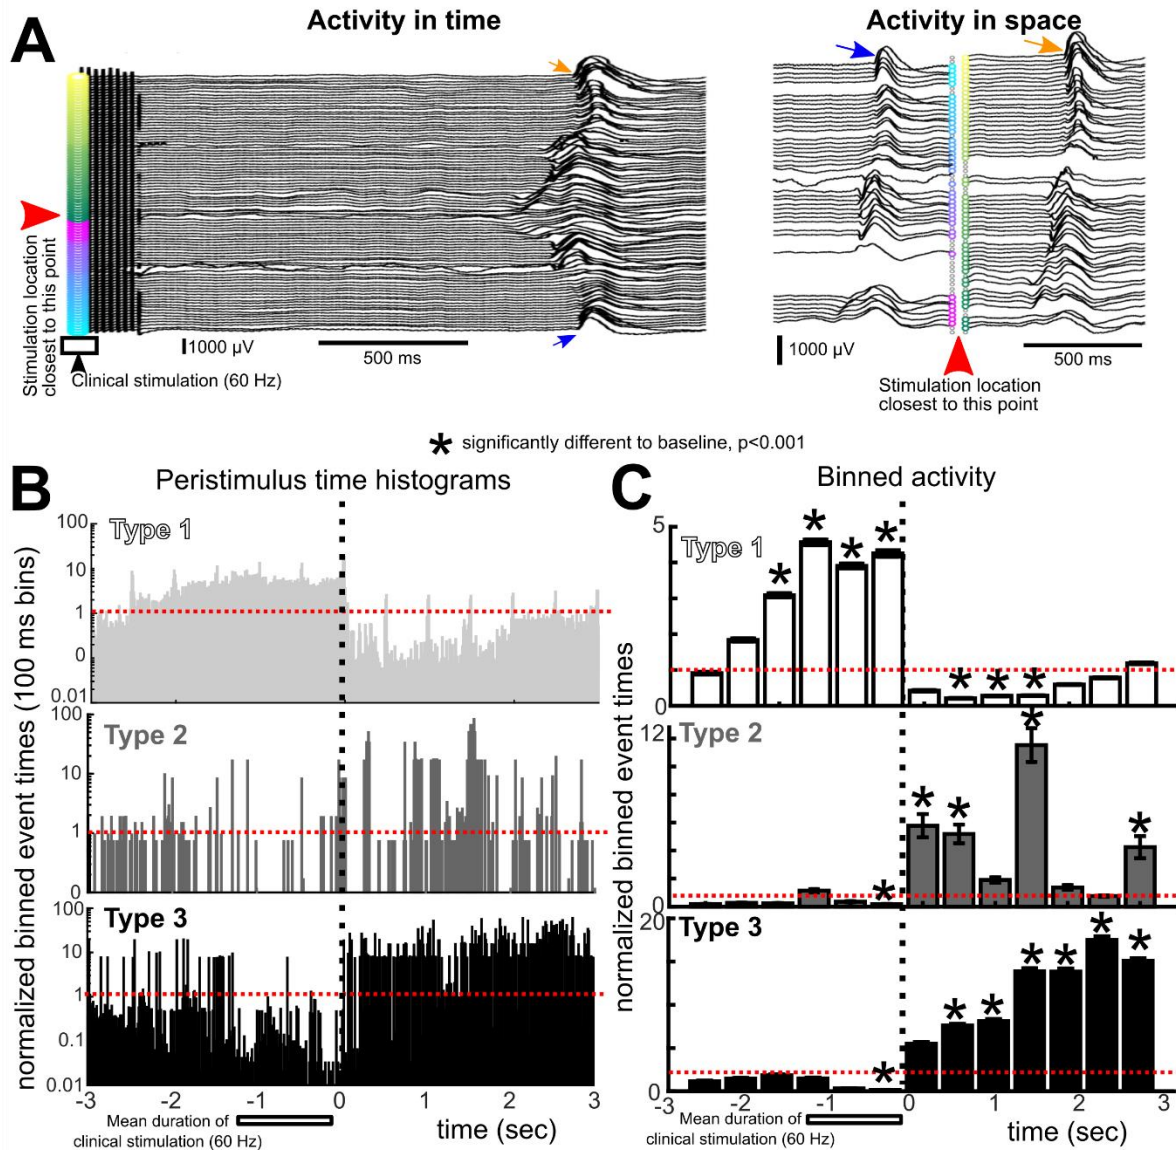 A
Activity in time
Activity in space
Stimulation location
closest to this point
1000 µV
500 ms
Clinical stimulation (60 Hz)
1000 µV
500 ms
Stimulation location
closest to this point
* significantly different to baseline, p<0.001
B
Peristimulus time histograms
normalized binned event times (100 ms bins)
Type 1
100
10
1
0
0.01
Type 2
100
10
1
0
Type 3
100
10
1
0.1
0.01
-3 -2 -1 0 1 2 3
Mean duration of
clinical stimulation (60 Hz)
time (sec)
C
Binned activity
normalized binned event times
Type 1
5
0
* * * * * * *
Type 2
12
0
* * * * *
Type 3
20
0
* * * * * * *
-3 -2 -1 0 1 2 3
Mean duration of
clinical stimulation (60 Hz)
time (sec)